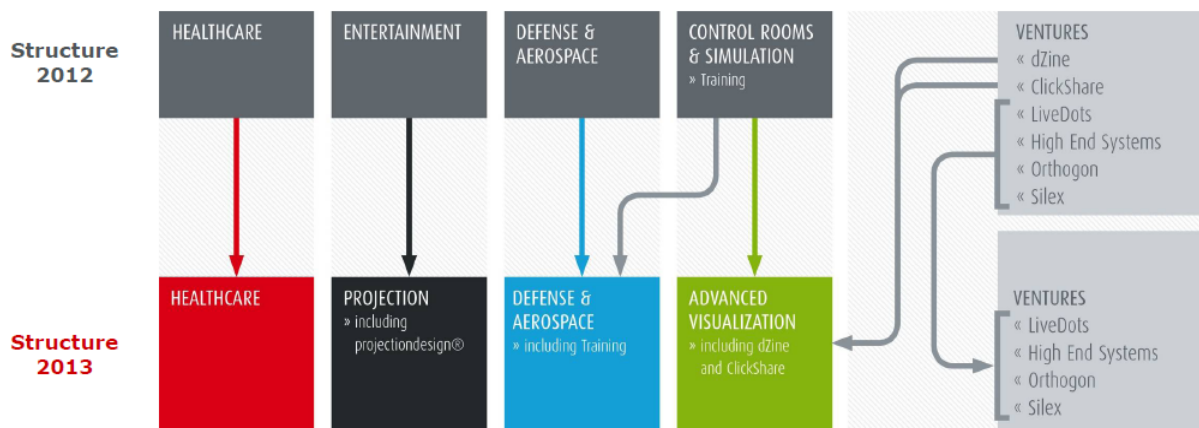 Structure
2012
HEALTHCARE
ENTERTAINMENT
DEFENSE &
AEROSPACE
CONTROL ROOMS
& SIMULATION
» Training
VENTURES
« dZine
« ClickShare
« LiveDots
« High End Systems
« Orthogon
« Silex
Structure
2013
HEALTHCARE
PROJECTION
» including
projectiondesign®
DEFENSE &
AEROSPACE
» including Training
ADVANCED
VISUALIZATION
» including dZine
and ClickShare
VENTURES
« LiveDots
« High End Systems
« Orthogon
« Silex